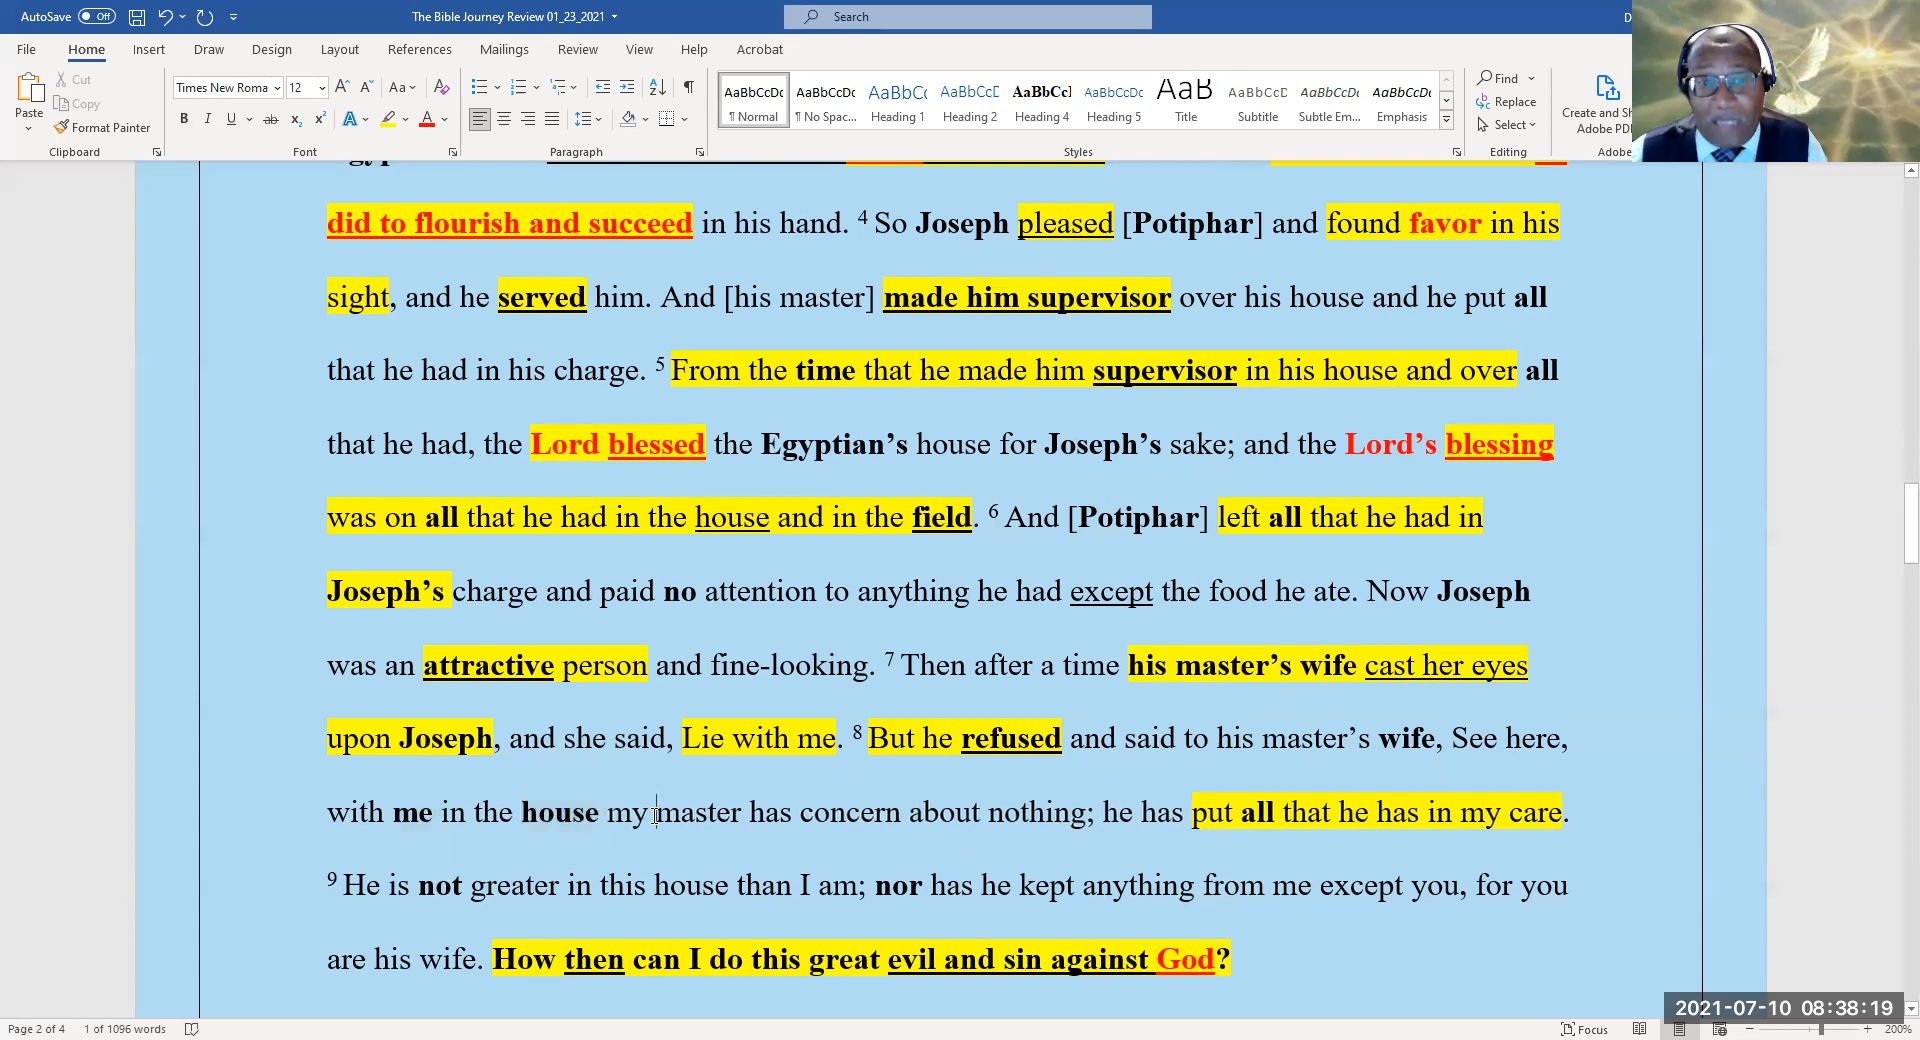 AutoSave Off The Bible Journey Review 01_23_2021 Search
File Home Insert Draw Design Layout References Mailings Review View Help Acrobat
Paste Cut Copy Format Painter
Times New Roma 12
AaBbCcDc AaBbCcDc AaBbCc AaBbCcD AaBbCcI AaBbCcDc AaB AaBbCcD AaBbCcDc AaBbCcDc
¶ Normal ¶ No Spac... Heading 1 Heading 2 Heading 4 Heading 5 Title Subtitle Subtle Em... Emphasis
Find Replace Select
Create and Sh
Adobe PD
Clipboard Font Paragraph Styles Editing Adobe
did to flourish and succeed in his hand. 4 So Joseph pleased [Potiphar] and found favor in his
sight, and he served him. And [his master] made him supervisor over his house and he put all
that he had in his charge. 5 From the time that he made him supervisor in his house and over all
that he had, the Lord blessed the Egyptian’s house for Joseph’s sake; and the Lord’s blessing
was on all that he had in the house and in the field. 6 And [Potiphar] left all that he had in
Joseph’s charge and paid no attention to anything he had except the food he ate. Now Joseph
was an attractive person and fine-looking. 7 Then after a time his master’s wife cast her eyes
upon Joseph, and she said, Lie with me. 8 But he refused and said to his master’s wife, See here,
with me in the house my master has concern about nothing; he has put all that he has in my care.
9 He is not greater in this house than I am; nor has he kept anything from me except you, for you
are his wife. How then can I do this great evil and sin against God?
2021-07-10 08:38:19
Page 2 of 4 1 of 1096 words Focus 200%